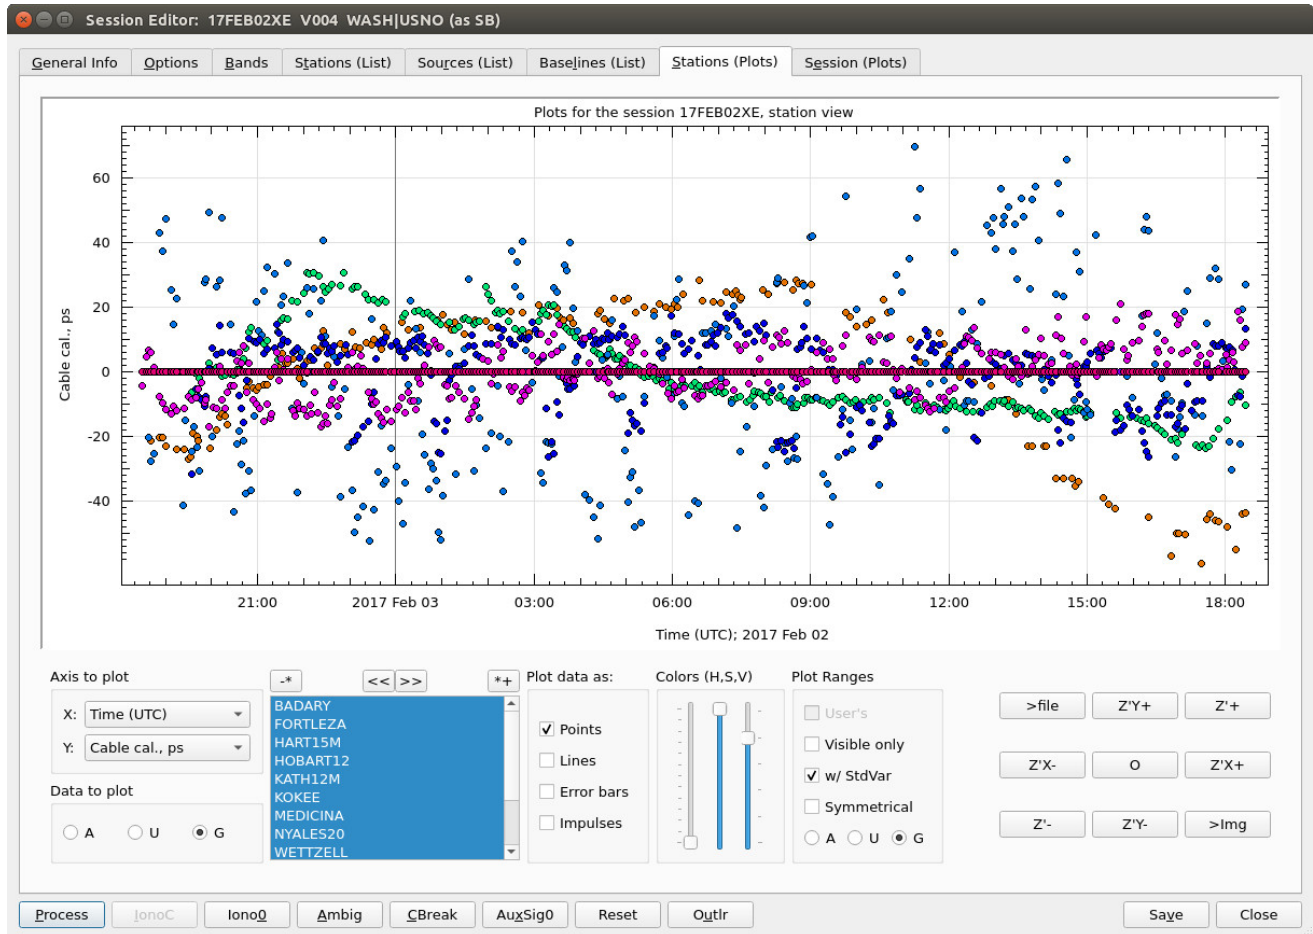 Session Editor: 17FEB02XE V004 WASH|USNO (as SB)
General Info Options Bands Stations (List) Sources (List) Baselines (List) Stations (Plots) Session (Plots)
Plots for the session 17FEB02XE, station view
60
40
20
0
-20
-40
Cable cal., ps
21:00 2017 Feb 03 03:00 06:00 09:00 12:00 15:00 18:00
Time (UTC); 2017 Feb 02
Axis to plot
X: Time (UTC)
Y: Cable cal., ps
Data to plot
A U G
-* << >> *+
BADARY
FORTLEZA
HART15M
HOBART12
KATH12M
KOKEE
MEDICINA
NYALES20
WETTZELL
Plot data as:
Points
Lines
Error bars
Impulses
Colors (H,S,V)
Plot Ranges
User's
Visible only
w/ StdVar
Symmetrical
A U G
>file Z'Y+ Z'+
Z'X- O Z'X+
Z'- Z'Y- >Img
Process IonoC Iono0 Ambig CBreak AuxSig0 Reset Outlr Save Close